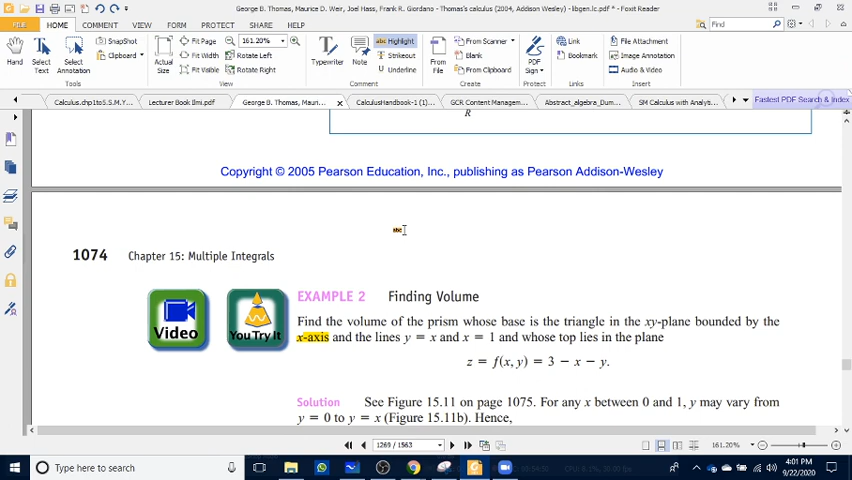 George B. Thomas, Maurice D. Weir, Joel Hass, Frank R. Giordano - Thomas's calculus (2004, Addison Wesley) - libgen.lc.pdf * - Foxit Reader
FILE HOME COMMENT VIEW FORM PROTECT SHARE HELP EXTRAS Find
SnapShot Fit Page 161.20% abc Highlight From Scanner Link File Attachment
Clipboard Fit Width Rotate Left Strikeout Blank Bookmark Image Annotation
Hand Select Text Select Annotation Actual Size Fit Visible Rotate Right Typewriter Note Underline From File From Clipboard PDF Sign Audio & Video
Tools View Comment Create Protect Links Insert
Calculus.chp1to5.S.M.Y... Lecturer Book Ilmi.pdf George B. Thomas, Mau... CalculusHandbook-1 (1)... GCR Content Managem... Abstract_algebra_Dum... SM Calculus with Analyti... Fastest PDF Search & Index
R
Copyright © 2005 Pearson Education, Inc., publishing as Pearson Addison-Wesley
abc
1074 Chapter 15: Multiple Integrals
Video You Try It
EXAMPLE 2 Finding Volume
Find the volume of the prism whose base is the triangle in the xy-plane bounded by the
x-axis and the lines y = x and x = 1 and whose top lies in the plane
z = f(x, y) = 3 − x − y.
Solution See Figure 15.11 on page 1075. For any x between 0 and 1, y may vary from
y = 0 to y = x (Figure 15.11b). Hence,
1269 / 1563 161.20%
Type here to search
4:01 PM
9/22/2020